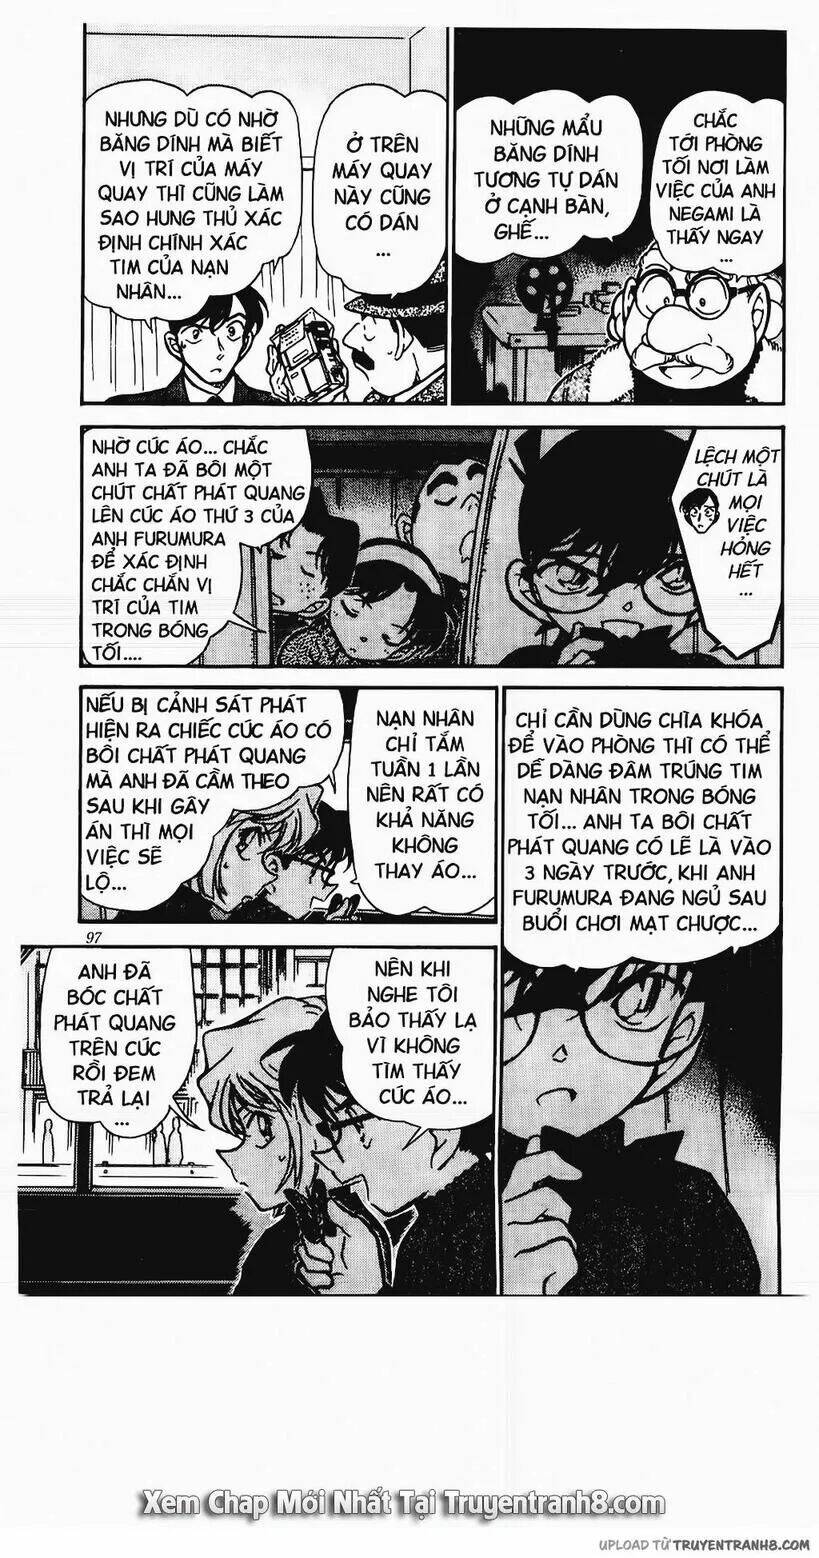 CHẮC
TỚI PHÒNG
TỐI NƠI LÀM
VIỆC CỦA ANH
NEGAMI LÀ
THẤY NGAY
...
NHỮNG MẨU
BĂNG DÍNH
TƯƠNG TỰ DÁN
Ở CẠNH BÀN,
GHẾ...
Ở TRÊN
MÁY QUAY
NÀY CŨNG
CÓ DÁN
...
NHƯNG DÙ CÓ NHỜ
BĂNG DÍNH MÀ BIẾT
VỊ TRÍ CỦA MÁY
QUAY THÌ CŨNG LÀM
SAO HUNG THỦ XÁC
ĐỊNH CHÍNH XÁC
TIM CỦA NẠN
NHÂN...
LỆCH MỘT
CHÚT LÀ
MỌI
VIỆC
HỎNG
HẾT
...
NHỜ CÚC ÁO... CHẮC
ANH TA ĐÃ BÔI MỘT
CHÚT CHẤT PHÁT QUANG
LÊN CÚC ÁO THỨ 3 CỦA
ANH FURUMURA
ĐỂ XÁC ĐỊNH
CHẮC CHẮN VỊ
TRÍ CỦA TIM
TRONG BÓNG
TỐI....
CHỈ CẦN DÙNG CHÌA KHÓA
ĐỂ VÀO PHÒNG THÌ CÓ THỂ
DỄ DÀNG ĐÂM TRÚNG TIM
NẠN NHÂN TRONG BÓNG
TỐI... ANH TA BÔI CHẤT
PHÁT QUANG CÓ LẼ LÀ VÀO
3 NGÀY TRƯỚC, KHI ANH
FURUMURA ĐANG NGỦ SAU
BUỔI CHƠI MẠT CHƯỢC...
NẠN NHÂN
CHỈ TẮM
TUẦN 1 LẦN
NÊN RẤT CÓ
KHẢ NĂNG
KHÔNG
THAY ÁO...
NẾU BỊ CẢNH SÁT PHÁT
HIỆN RA CHIẾC CÚC ÁO CÓ
BÔI CHẤT PHÁT QUANG
MÀ ANH ĐÃ CẦM THEO
SAU KHI GÂY
ÁN THÌ MỌI
VIỆC SẼ
LỘ...
97
NÊN KHI
NGHE TÔI
BẢO THẤY LẠ
VÌ KHÔNG
TÌM THẤY
CÚC ÁO...
ANH ĐÃ
BÓC CHẤT
PHÁT QUANG
TRÊN CÚC
RỒI ĐEM
TRẢ LẠI
...
Xem Chap Mới Nhất Tại Truyentranh8.com
UPLOAD TỪ TRUYENTRANH8.COM